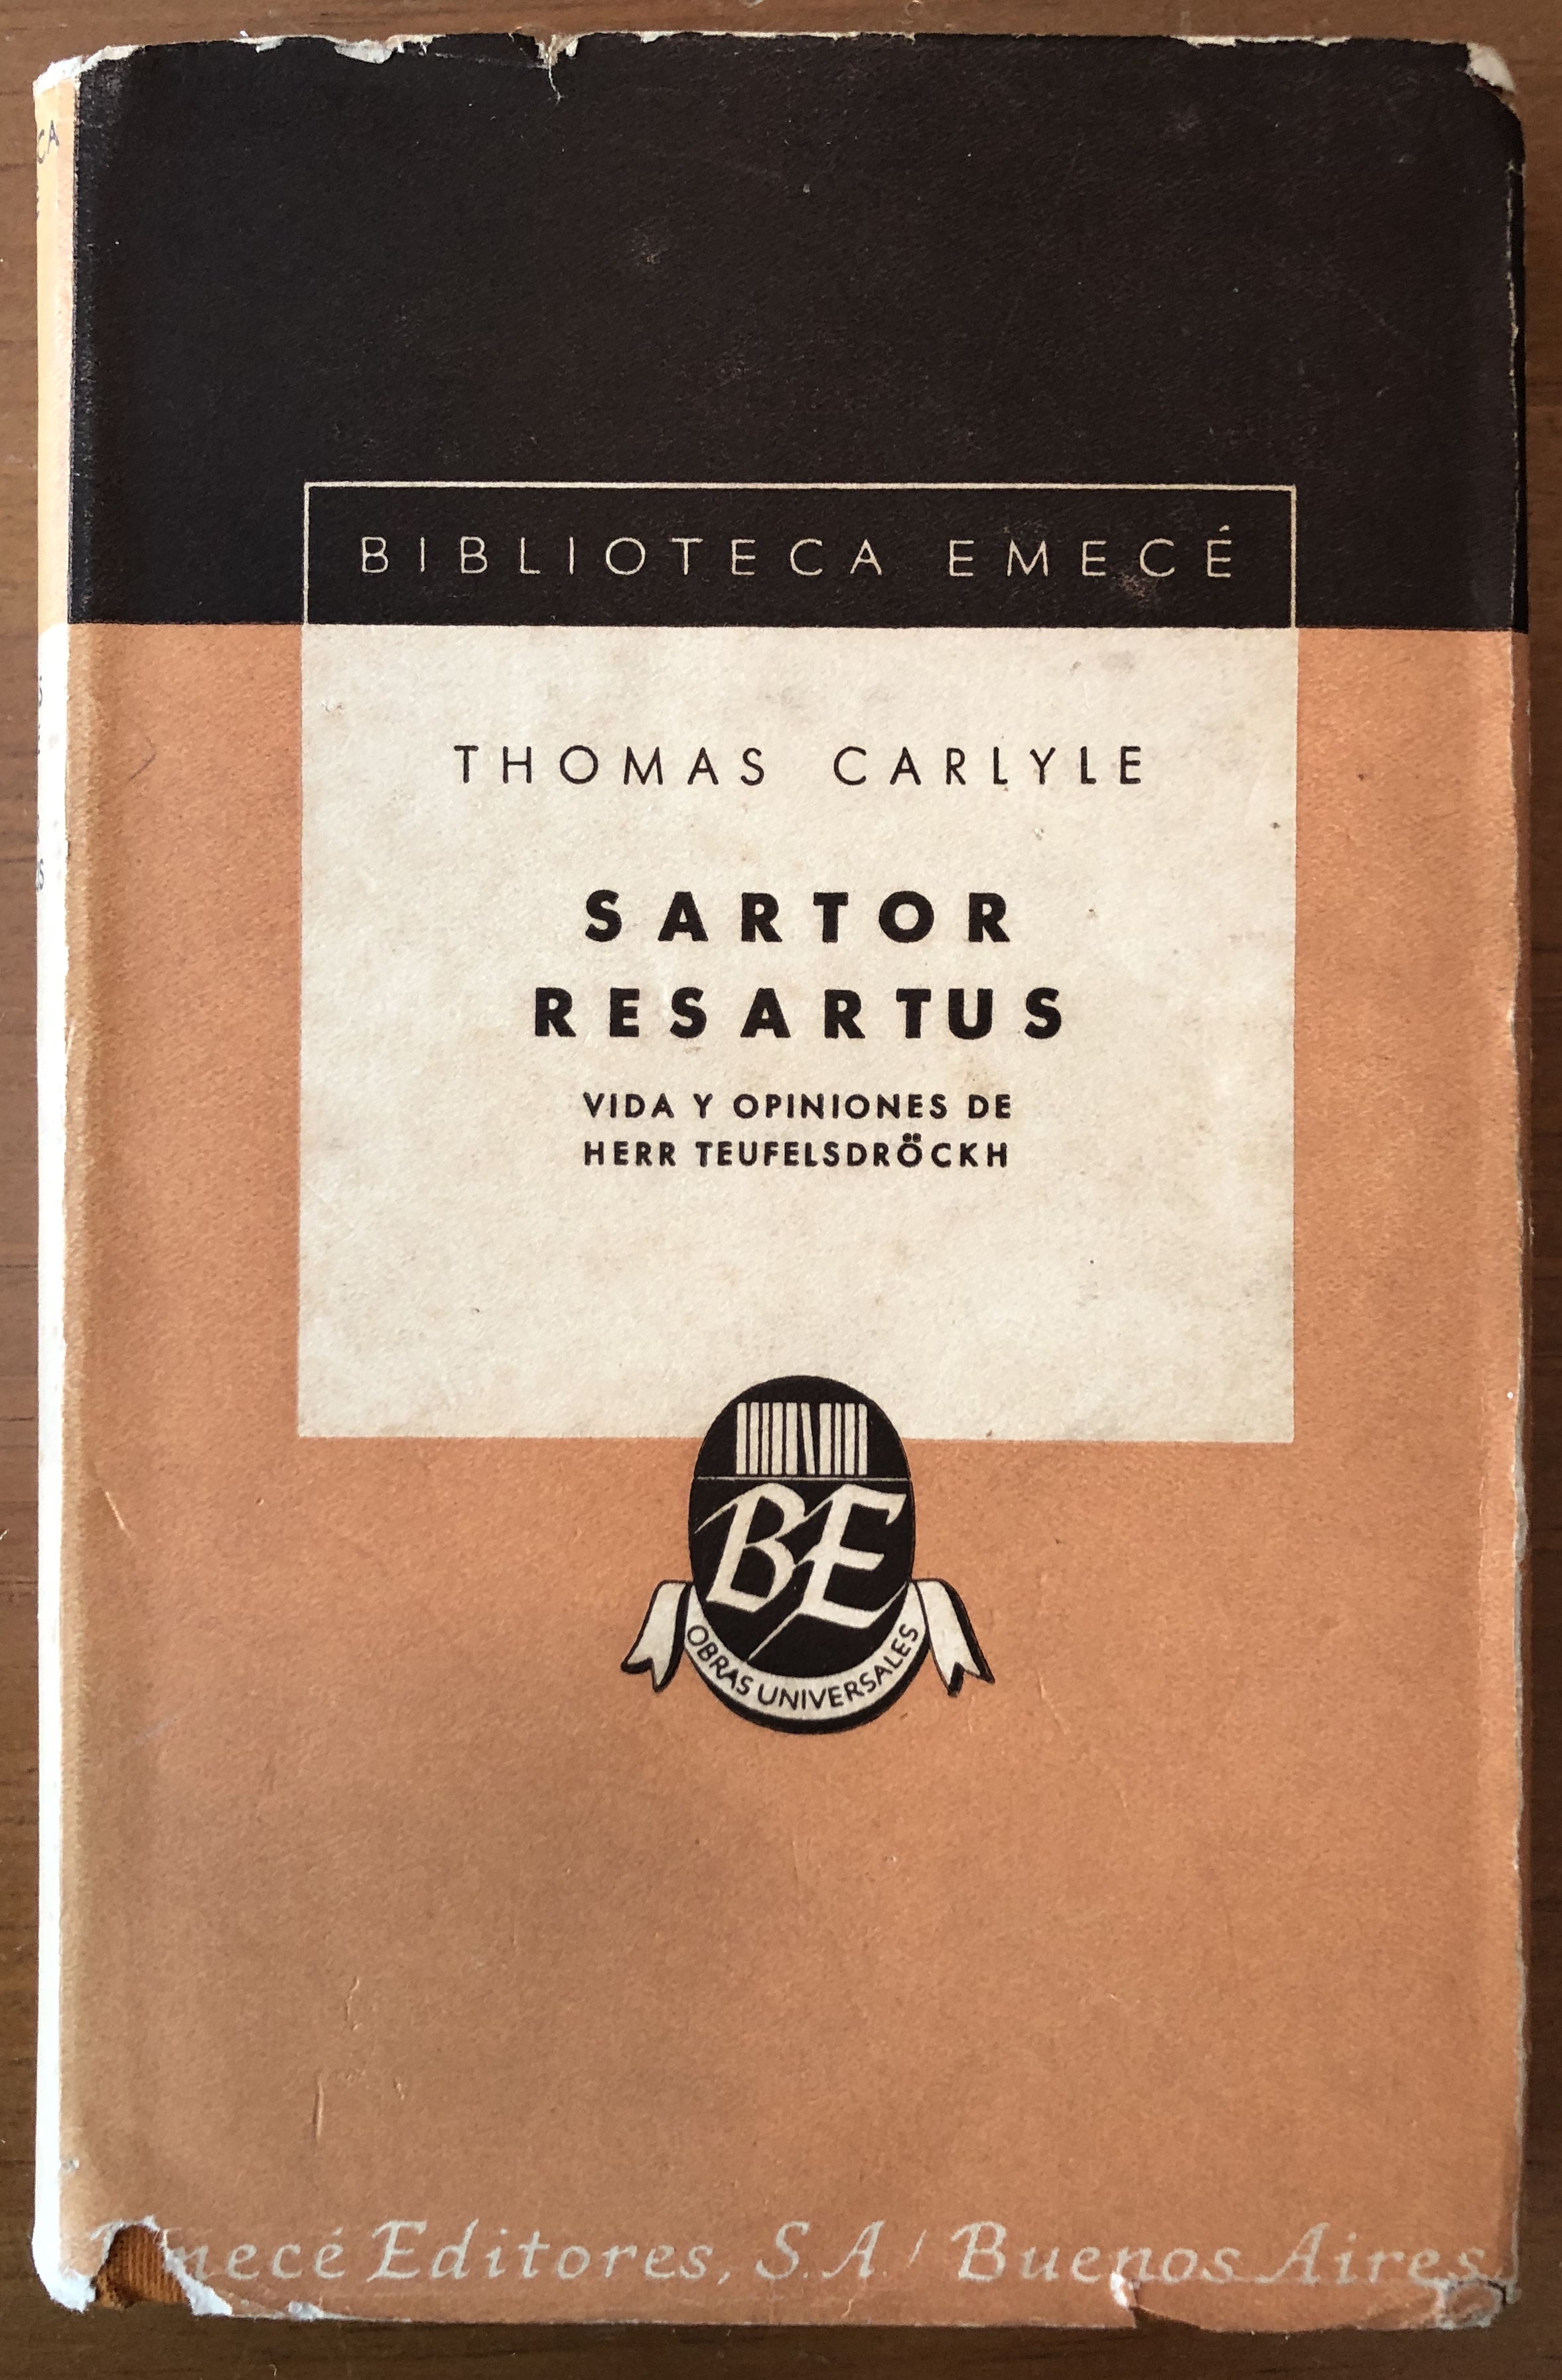 BIBLIOTECA EMECÉ
THOMAS CARLYLE
SARTOR
RESARTUS
VIDA Y OPINIONES DE
HERR TEUFELSDRÖCKH
BE
OBRAS UNIVERSALES
Editores, S.A. / Buenos Aires